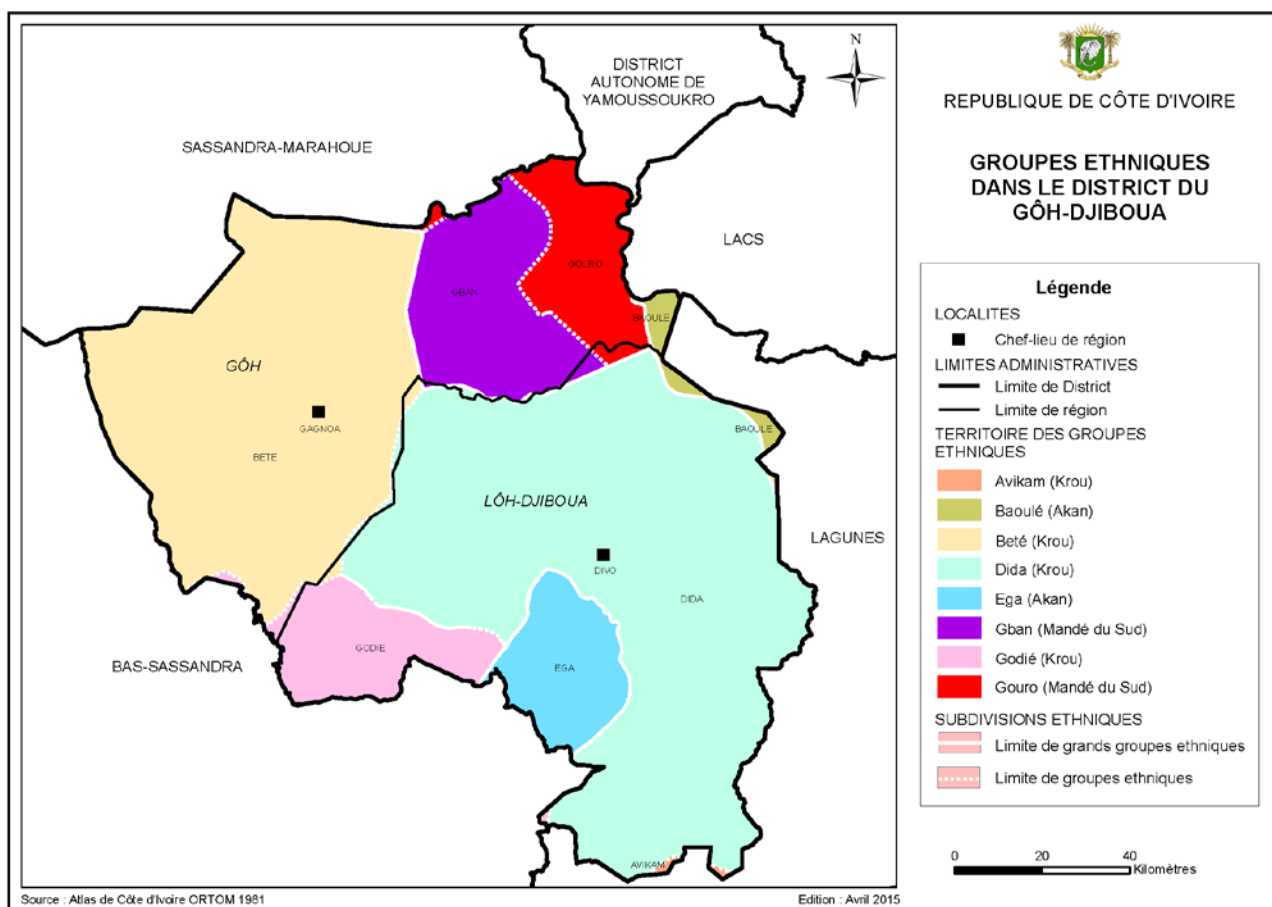 DISTRICT
AUTONOME DE
YAMOUSSOUKRO
N
SASSANDRA-MARAHOUE
LACS
GOURO
GBAN
BAOULE
GÔH
GAGNOA
BETE
BAOULE
LÔH-DJIBOUA
LAGUNES
DIVO
DIDA
GODIE
EGA
BAS-SASSANDRA
AVIKAM
Source : Atlas de Côte d'Ivoire ORTOM 1981
Edition : Avril 2015
REPUBLIQUE DE CÔTE D'IVOIRE
GROUPES ETHNIQUES
DANS LE DISTRICT DU
GÔH-DJIBOUA
Légende
LOCALITES
Chef-lieu de région
LIMITES ADMINISTRATIVES
Limite de District
Limite de région
TERRITOIRE DES GROUPES
ETHNIQUES
Avikam (Krou)
Baoulé (Akan)
Beté (Krou)
Dida (Krou)
Ega (Akan)
Gban (Mandé du Sud)
Godié (Krou)
Gouro (Mandé du Sud)
SUBDIVISIONS ETHNIQUES
Limite de grands groupes ethniques
Limite de groupes ethniques
0 20 40
Kilomètres